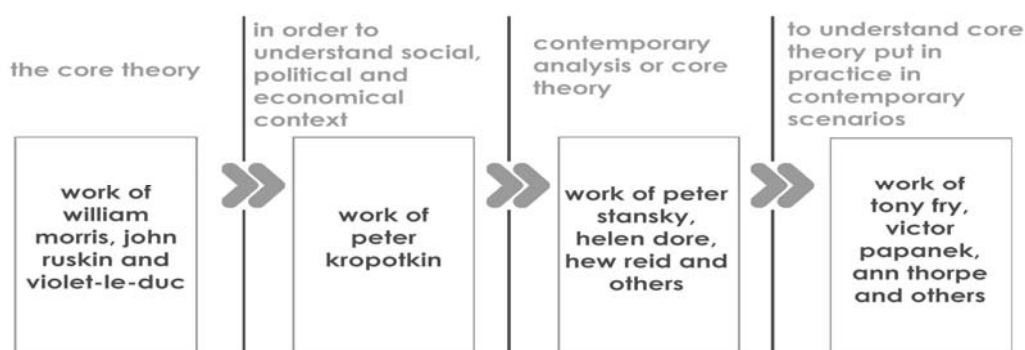 the core theory
in order to
understand social,
political and
economical
context
contemporary
analysis or core
theory
to understand core
theory put in
practice in
contemporary
scenarios
work of
william
morris, john
ruskin and
violet-le-duc
work of
peter
kropotkin
work of peter
stansky,
helen dore,
hew reid and
others
work of
tony fry,
victor
papanek,
ann thorpe
and others